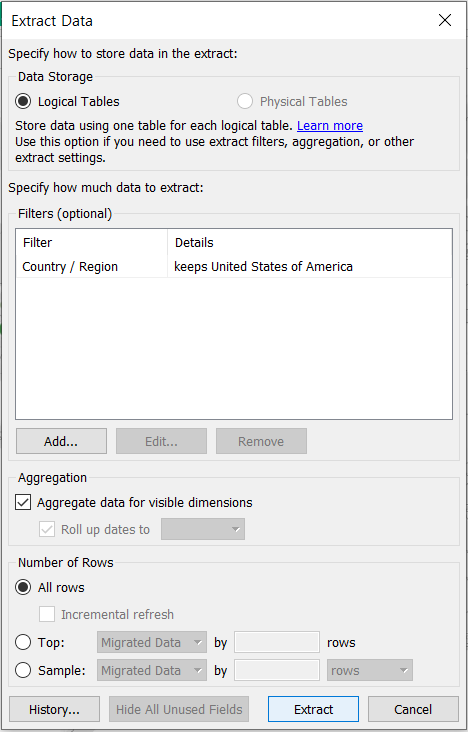 Extract Data
Specify how to store data in the extract:
Data Storage
Logical Tables Physical Tables
Store data using one table for each logical table. Learn more
Use this option if you need to use extract filters, aggregation, or other
extract settings.
Specify how much data to extract:
Filters (optional)
Filter Details
Country / Region keeps United States of America
Add... Edit... Remove
Aggregation
Aggregate data for visible dimensions
Roll up dates to
Number of Rows
All rows
Incremental refresh
Top: Migrated Data by rows
Sample: Migrated Data by rows
History... Hide All Unused Fields Extract Cancel